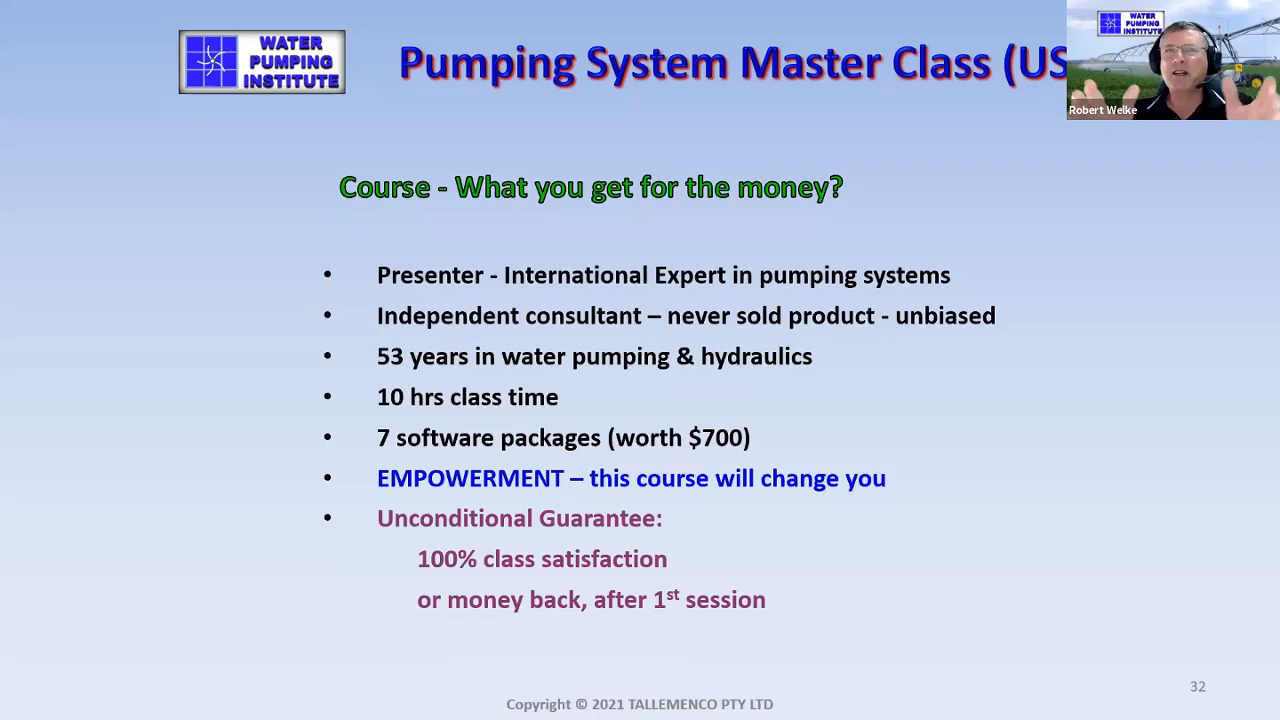 WATER
PUMPING
INSTITUTE
Pumping System Master Class (US
WATER
PUMPING
INSTITUTE
Robert Welke
Course - What you get for the money?
• Presenter - International Expert in pumping systems
• Independent consultant – never sold product - unbiased
• 53 years in water pumping & hydraulics
• 10 hrs class time
• 7 software packages (worth $700)
• EMPOWERMENT – this course will change you
• Unconditional Guarantee:
100% class satisfaction
or money back, after 1st session
32
Copyright © 2021 TALLEMENCO PTY LTD